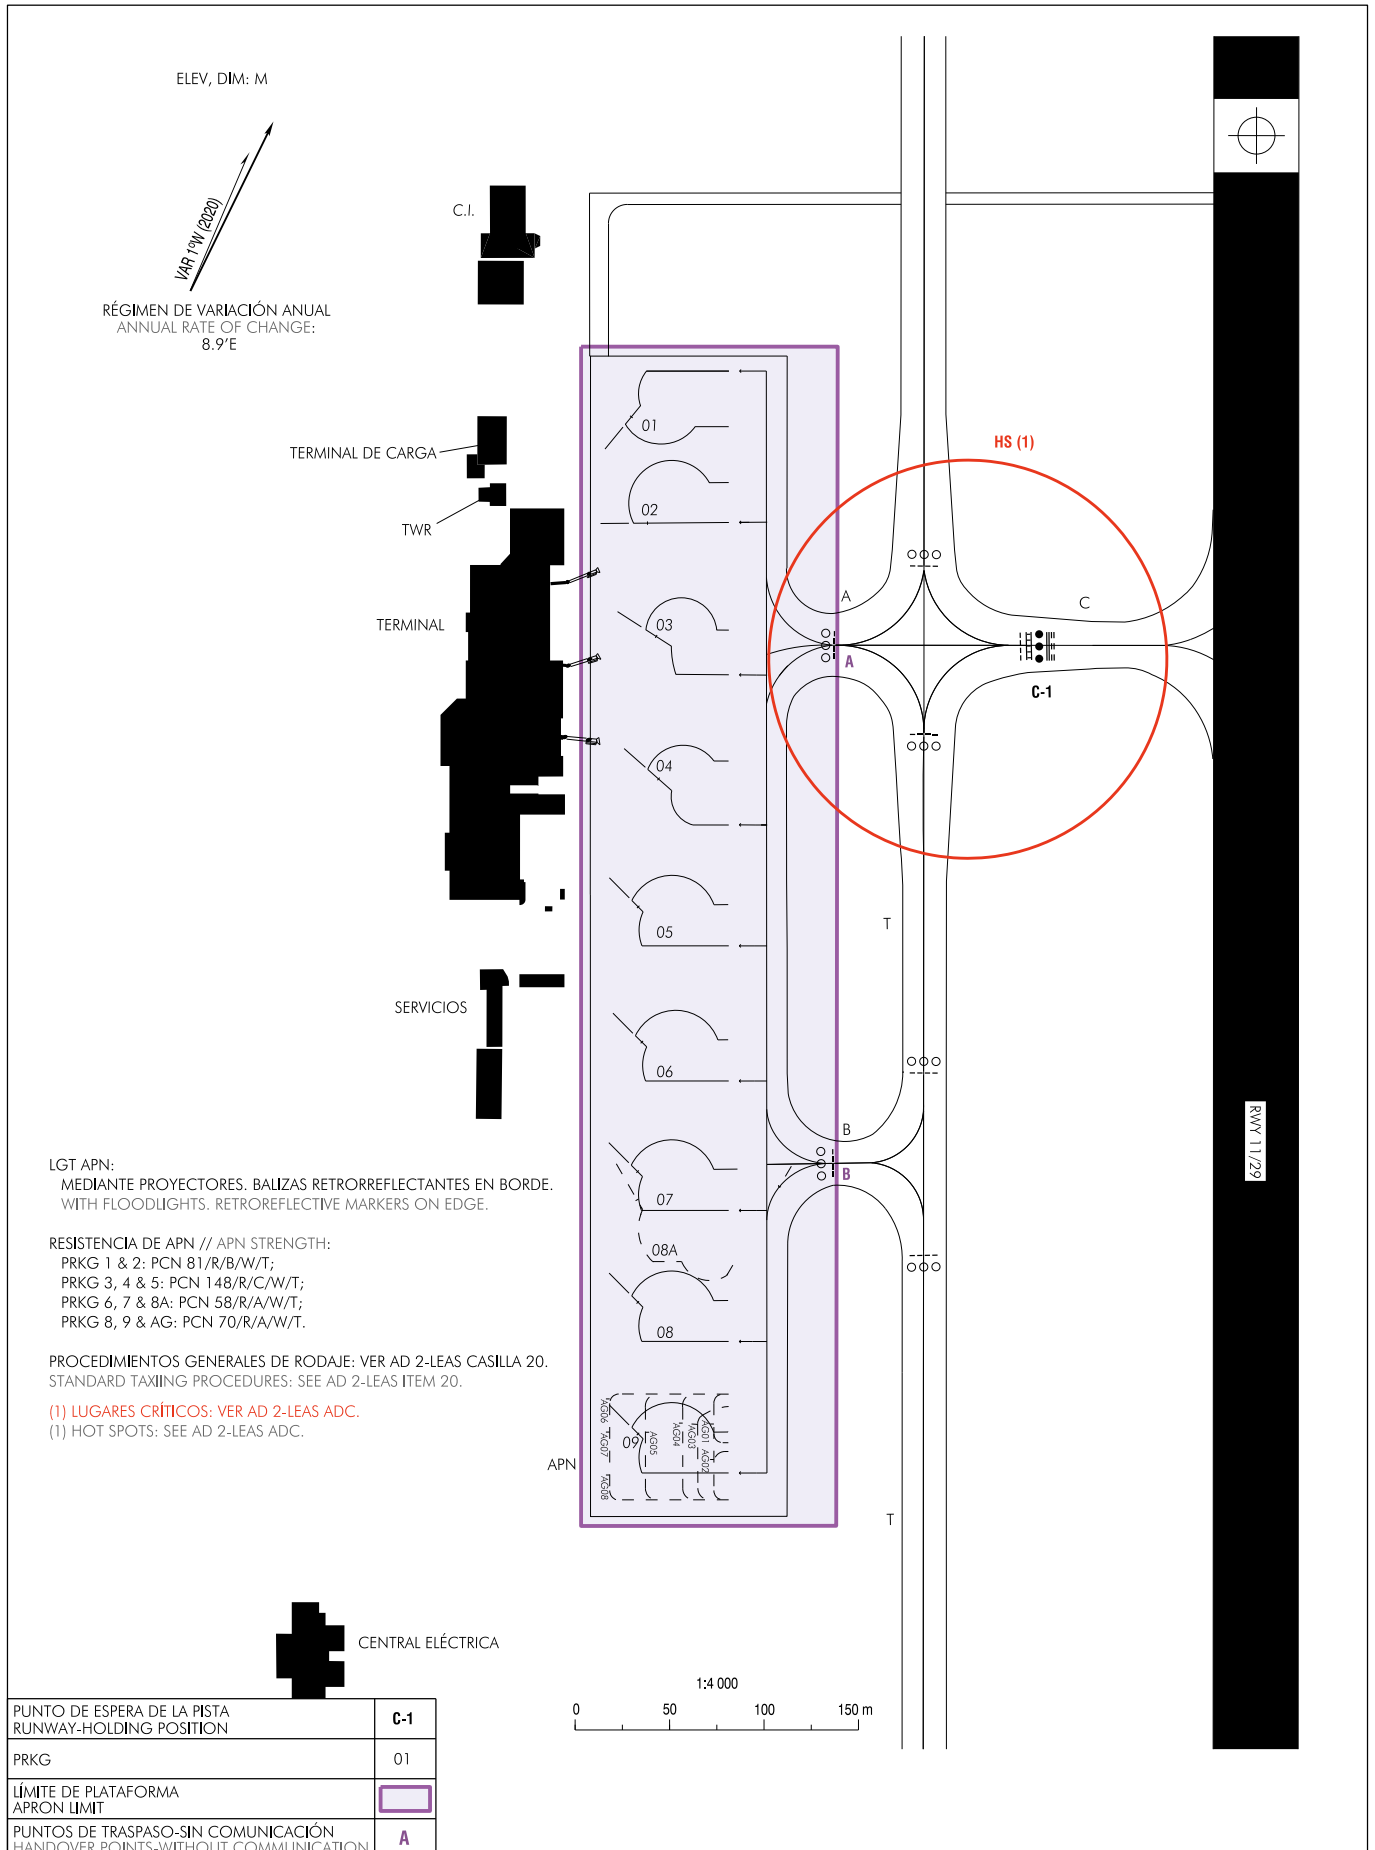 ELEV, DIM: M
VAR 1ºW (2020)
RÉGIMEN DE VARIACIÓN ANUAL
ANNUAL RATE OF CHANGE:
8.9'E
C.I.
TERMINAL DE CARGA
TWR
TERMINAL
SERVICIOS
01
02
03
04
05
06
07
08A
08
09
AG06
AG07
AG08
AG05
AG04
AG03
AG01
AG02
APN
HS (1)
A
A
C
C-1
T
B
B
T
RWY 11/29
LGT APN:
MEDIANTE PROYECTORES. BALIZAS RETRORREFLECTANTES EN BORDE.
WITH FLOODLIGHTS. RETROREFLECTIVE MARKERS ON EDGE.
RESISTENCIA DE APN // APN STRENGTH:
PRKG 1 & 2: PCN 81/R/B/W/T;
PRKG 3, 4 & 5: PCN 148/R/C/W/T;
PRKG 6, 7 & 8A: PCN 58/R/A/W/T;
PRKG 8, 9 & AG: PCN 70/R/A/W/T.
PROCEDIMIENTOS GENERALES DE RODAJE: VER AD 2-LEAS CASILLA 20.
STANDARD TAXIING PROCEDURES: SEE AD 2-LEAS ITEM 20.
(1) LUGARES CRÍTICOS: VER AD 2-LEAS ADC.
(1) HOT SPOTS: SEE AD 2-LEAS ADC.
CENTRAL ELÉCTRICA
1:4 000
0 50 100 150 m
PUNTO DE ESPERA DE LA PISTA
RUNWAY-HOLDING POSITION
C-1
PRKG
01
LÍMITE DE PLATAFORMA
APRON LIMIT
PUNTOS DE TRASPASO-SIN COMUNICACIÓN
HANDOVER POINTS-WITHOUT COMMUNICATION
A